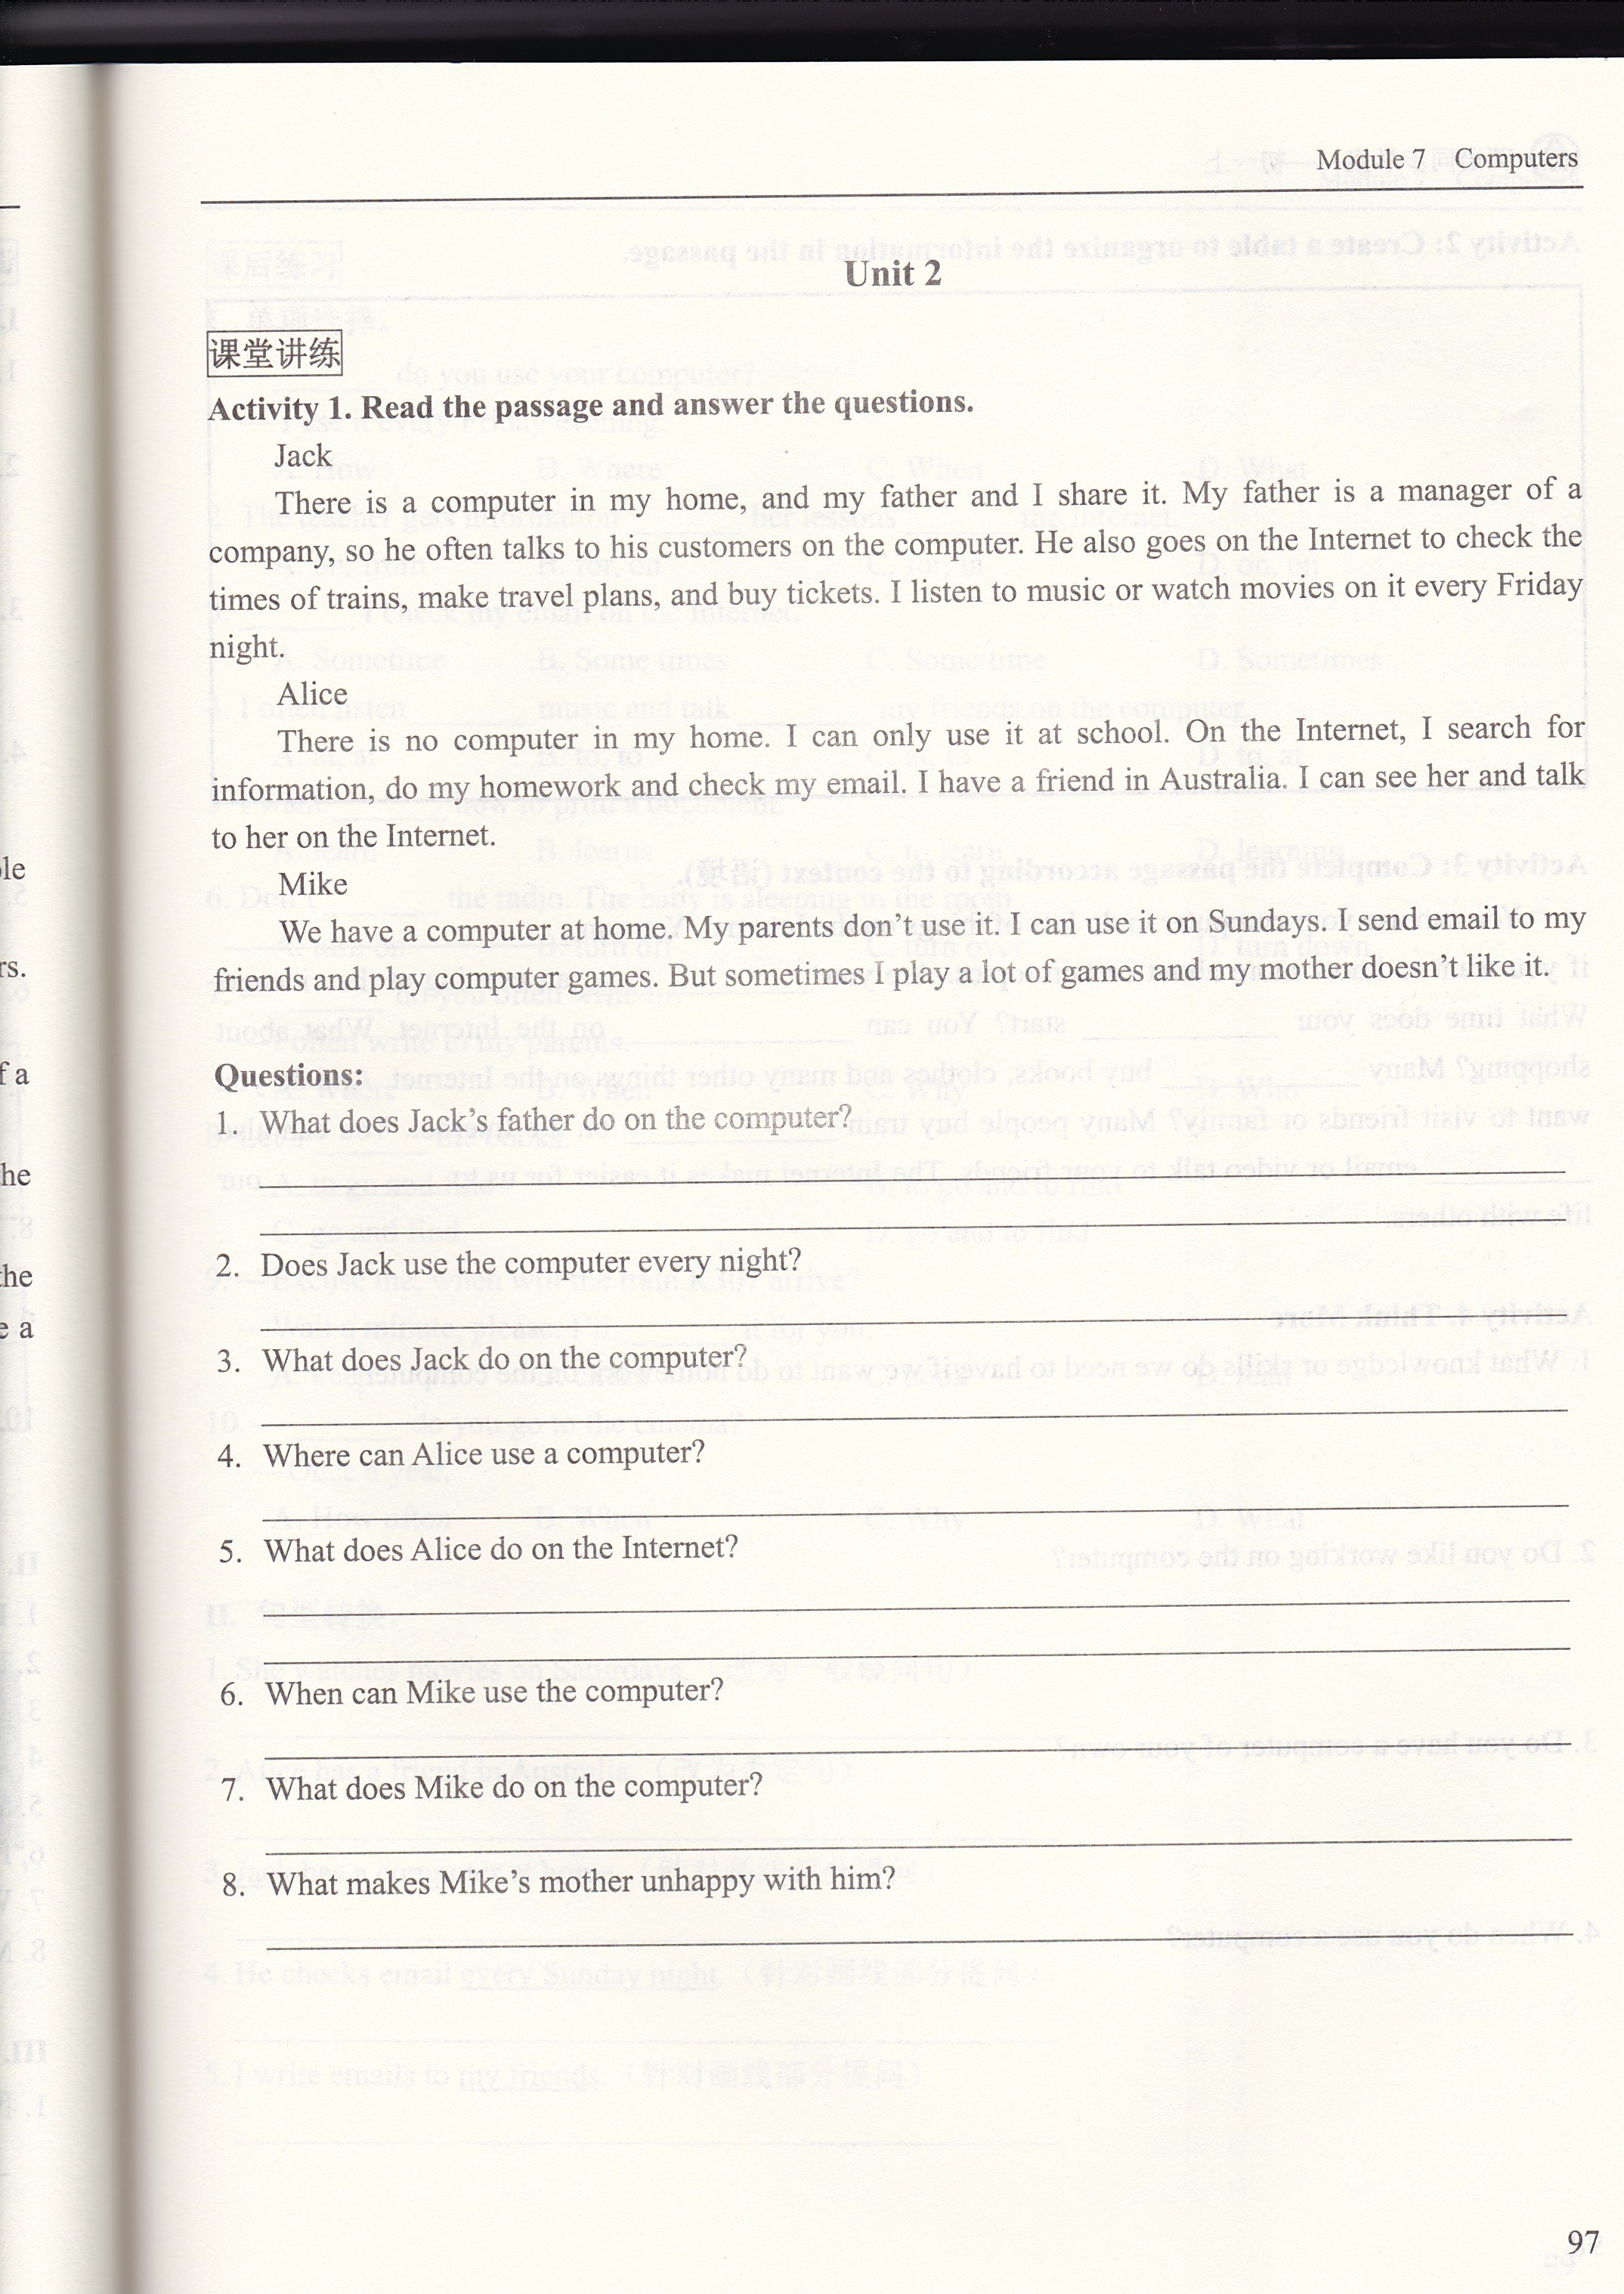 Module 7 Computers
Unit 2
课堂讲练
Activity 1. Read the passage and answer the questions.
Jack
There is a computer in my home, and my father and I share it. My father is a manager of a
company, so he often talks to his customers on the computer. He also goes on the Internet to check the
times of trains, make travel plans, and buy tickets. I listen to music or watch movies on it every Friday
night.
Alice
There is no computer in my home. I can only use it at school. On the Internet, I search for
information, do my homework and check my email. I have a friend in Australia. I can see her and talk
to her on the Internet.
Mike
We have a computer at home. My parents don't use it. I can use it on Sundays. I send email to my
friends and play computer games. But sometimes I play a lot of games and my mother doesn't like it.
Questions:
1. What does Jack's father do on the computer?
2. Does Jack use the computer every night?
3. What does Jack do on the computer?
4. Where can Alice use a computer?
5. What does Alice do on the Internet?
6. When can Mike use the computer?
7. What does Mike do on the computer?
8. What makes Mike's mother unhappy with him?
97